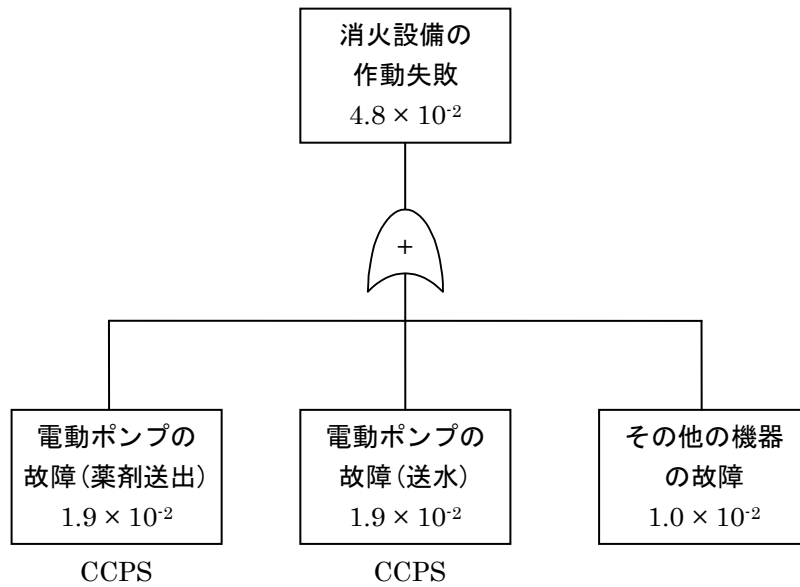 消火設備の
作動失敗
4.8 × 10⁻²
+
電動ポンプの
故障（薬剤送出）
1.9 × 10⁻²
CCPS
電動ポンプの
故障（送水）
1.9 × 10⁻²
CCPS
その他の機器
の故障
1.0 × 10⁻²